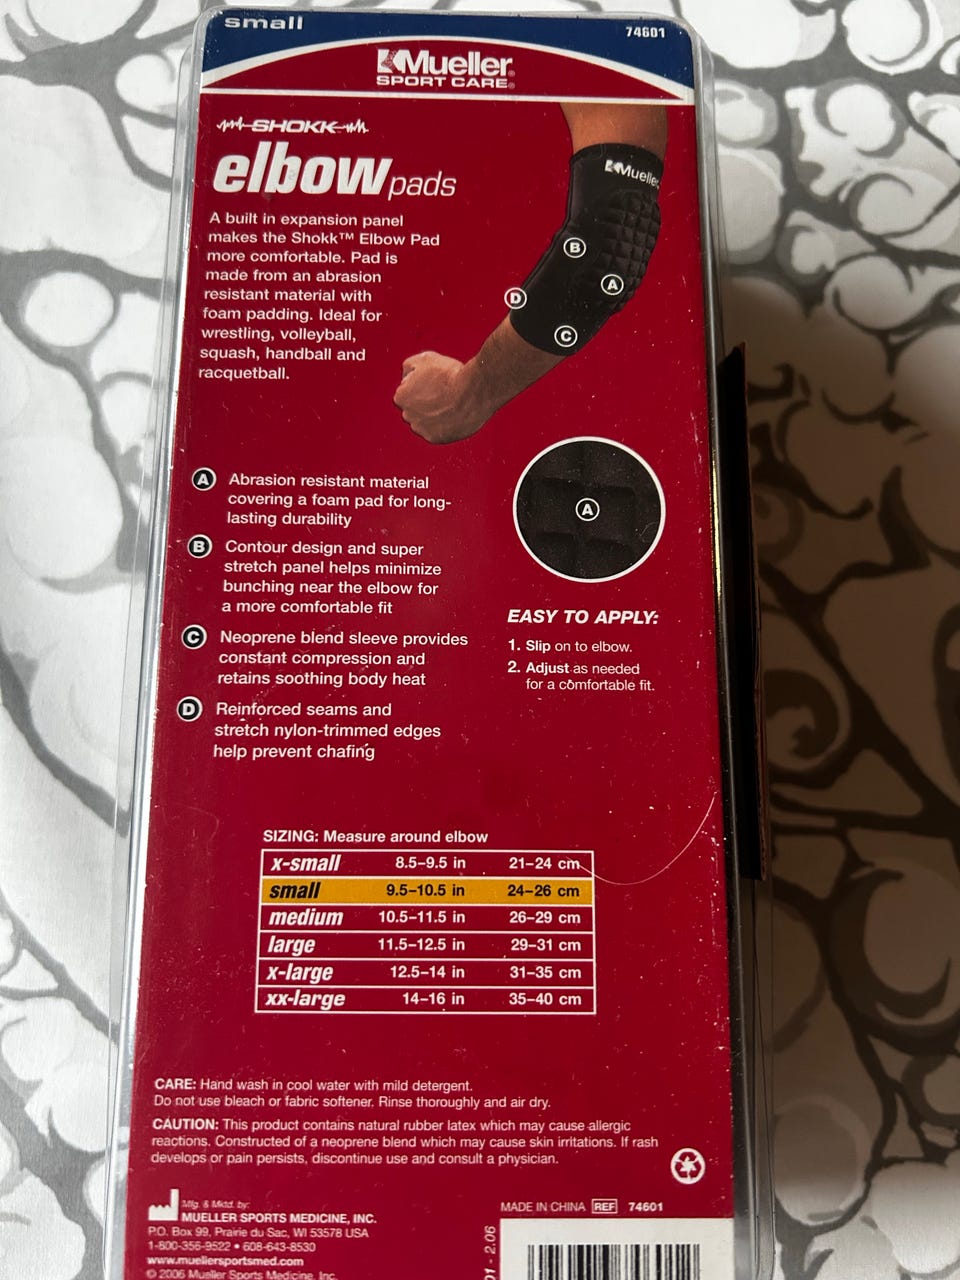 small
74601
Mueller®
SPORT CARE®
SHOKK
elbow pads
A built in expansion panel
makes the Shokk™ Elbow Pad
more comfortable. Pad is
made from an abrasion
resistant material with
foam padding. Ideal for
wrestling, volleyball,
squash, handball and
racquetball.
Mueller
B
A
D
C
A Abrasion resistant material
covering a foam pad for long-
lasting durability
B Contour design and super
stretch panel helps minimize
bunching near the elbow for
a more comfortable fit
C Neoprene blend sleeve provides
constant compression and
retains soothing body heat
D Reinforced seams and
stretch nylon-trimmed edges
help prevent chafing
A
EASY TO APPLY:
1. Slip on to elbow.
2. Adjust as needed
for a comfortable fit.
SIZING: Measure around elbow
x-small 8.5–9.5 in 21–24 cm
small 9.5–10.5 in 24–26 cm
medium 10.5–11.5 in 26–29 cm
large 11.5–12.5 in 29–31 cm
x-large 12.5–14 in 31–35 cm
xx-large 14–16 in 35–40 cm
CARE: Hand wash in cool water with mild detergent.
Do not use bleach or fabric softener. Rinse thoroughly and air dry.
CAUTION: This product contains natural rubber latex which may cause allergic
reactions. Constructed of a neoprene blend which may cause skin irritations. If rash
develops or pain persists, discontinue use and consult a physician.
Mfg. & Mktd. by:
MUELLER SPORTS MEDICINE, INC.
P.O. Box 99, Prairie du Sac, WI 53578 USA
1-800-356-9522 • 608-643-8530
www.muellersportsmed.com
© 2006 Mueller Sports Medicine, Inc.
MADE IN CHINA REF 74601
01 - 2.06